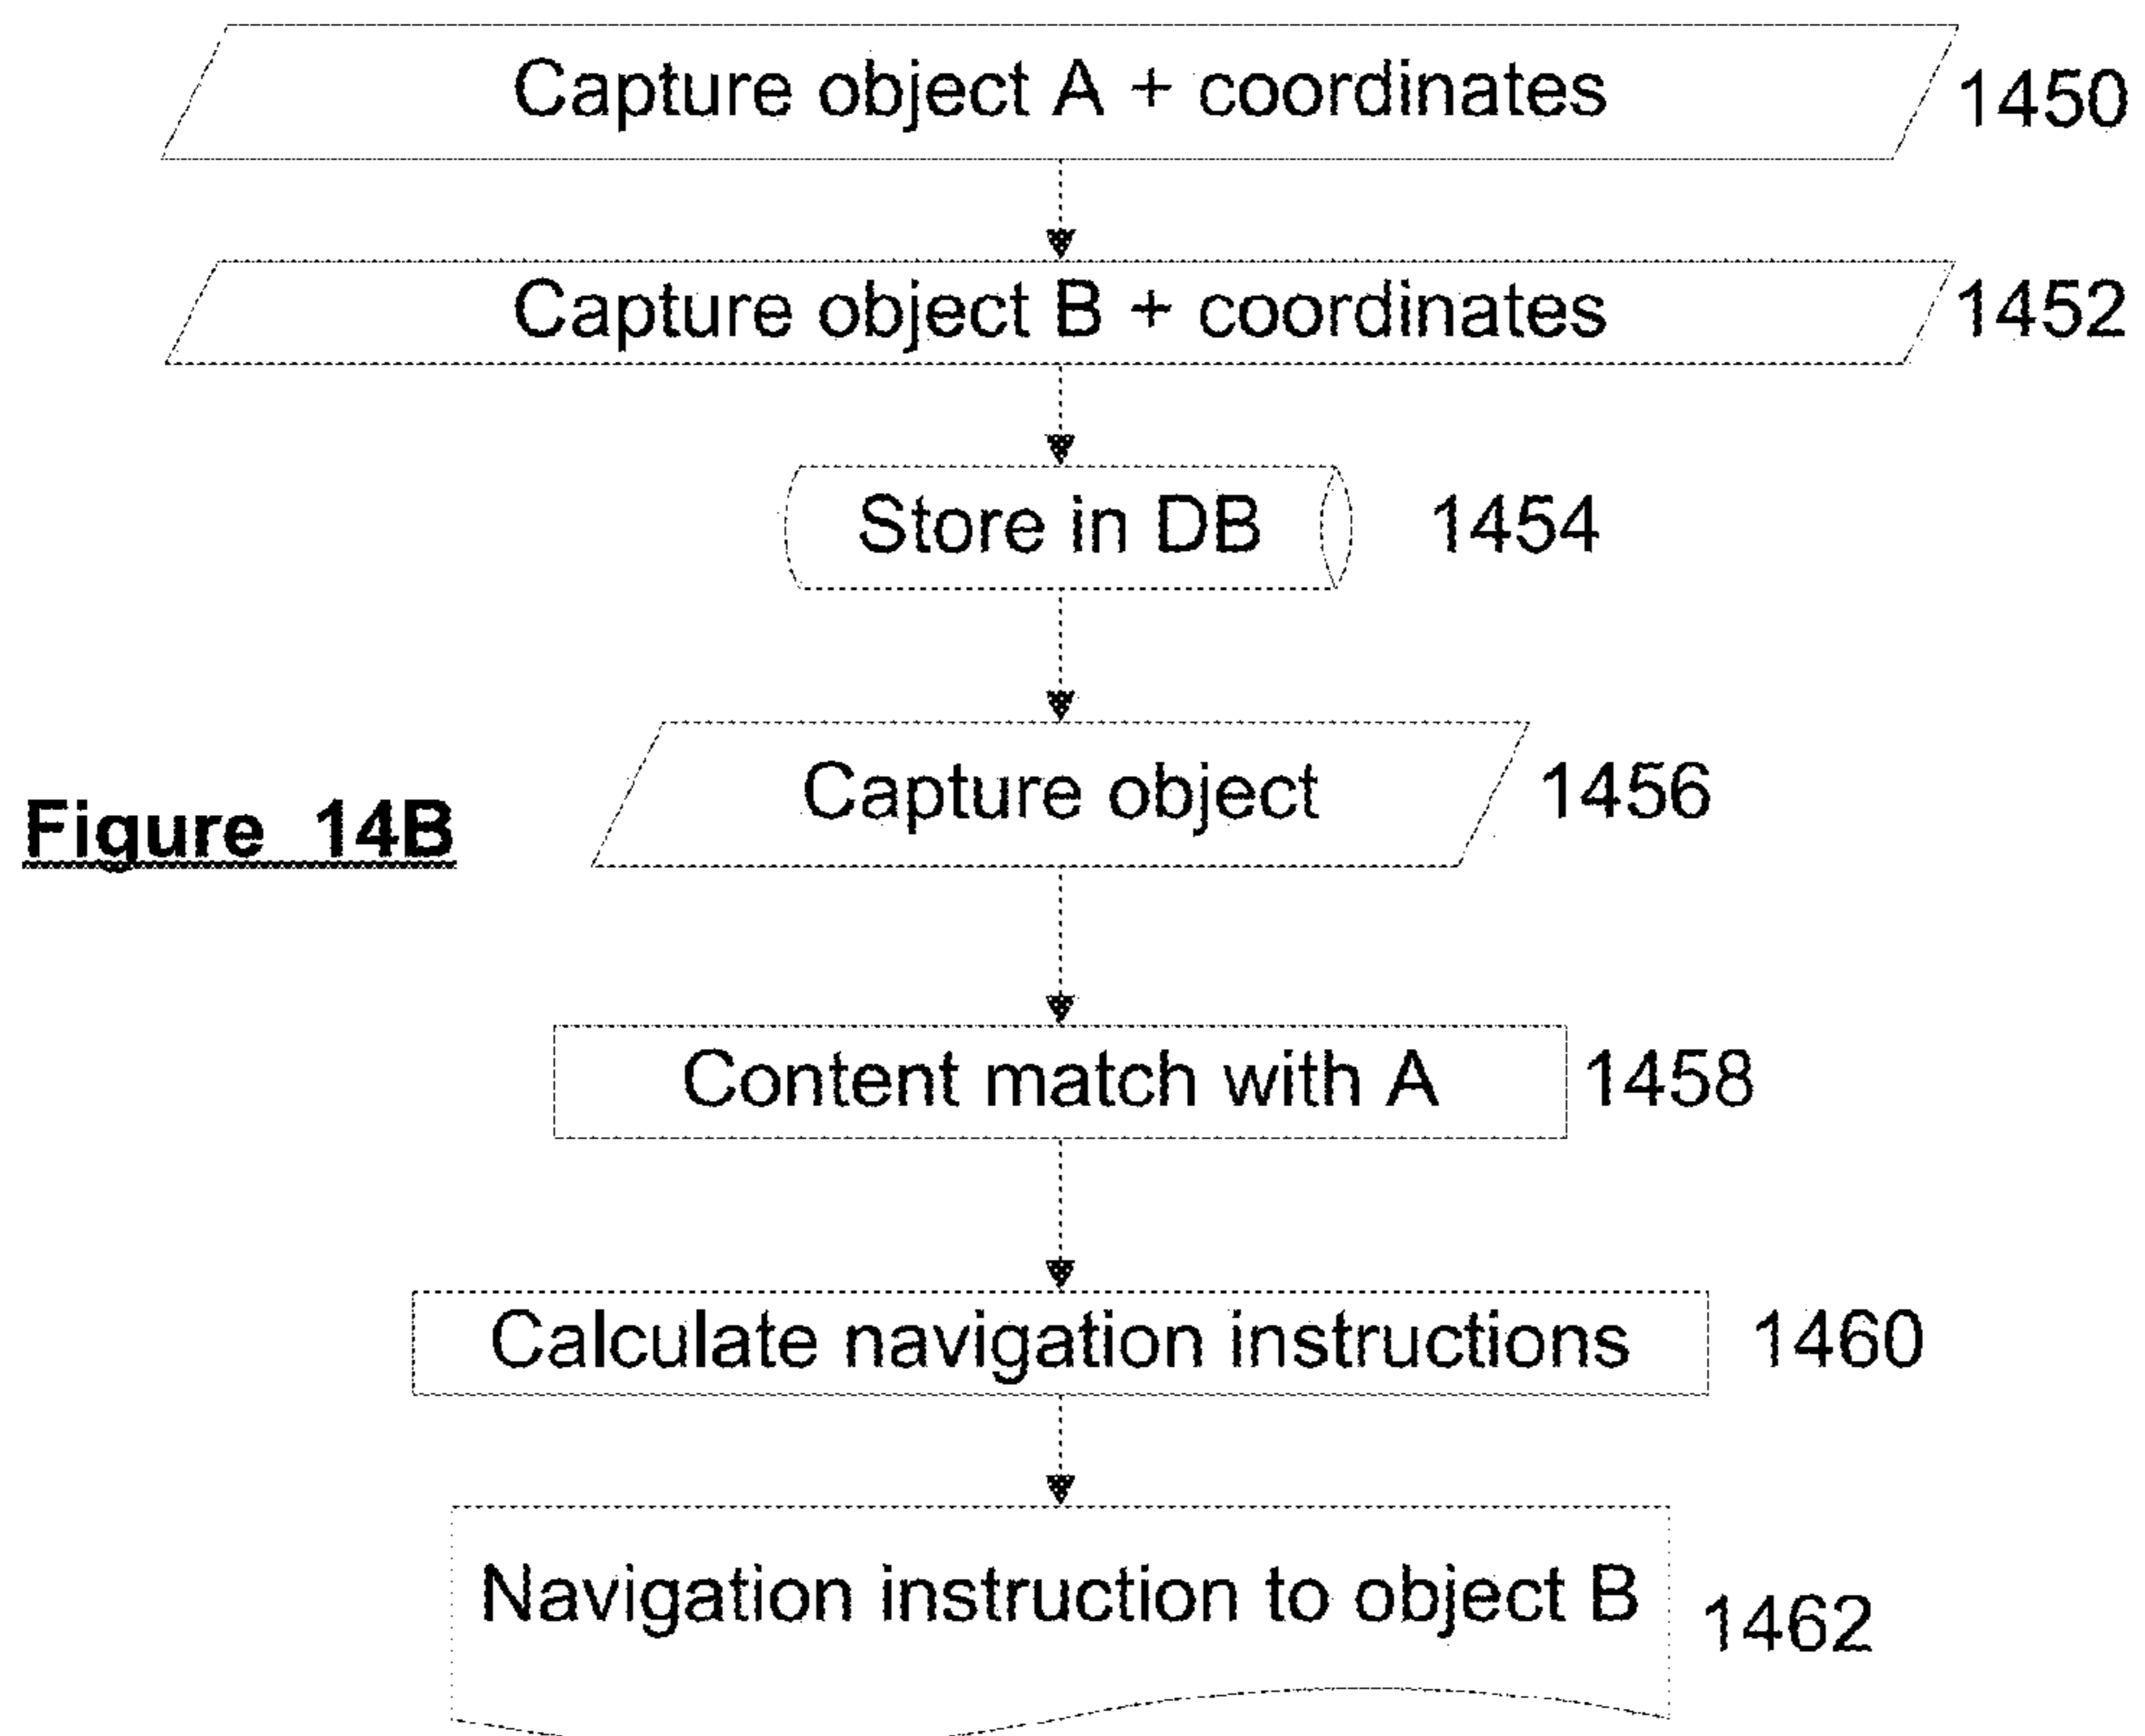 Capture object A + coordinates 1450
Capture object B + coordinates 1452
Store in DB 1454
Capture object 1456
Figure 14B
Content match with A 1458
Calculate navigation instructions 1460
Navigation instruction to object B 1462